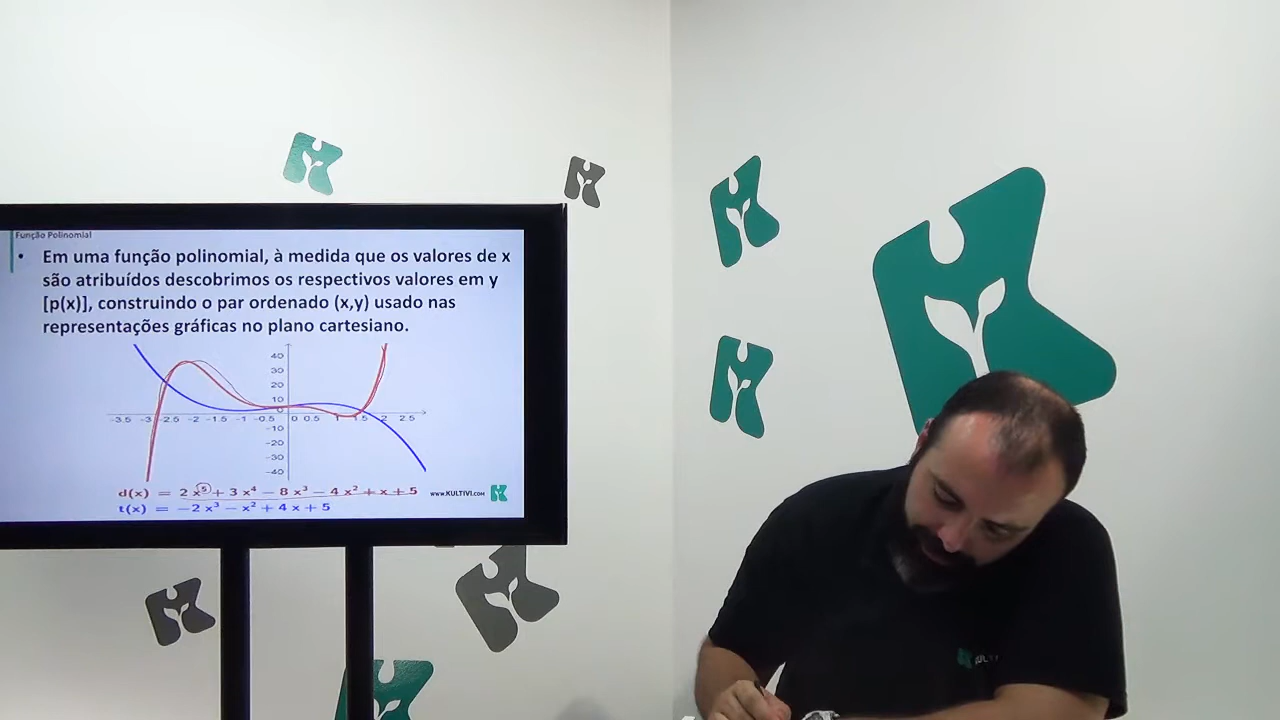 Função Polinomial
• Em uma função polinomial, à medida que os valores de x
são atribuídos descobrimos os respectivos valores em y
[p(x)], construindo o par ordenado (x,y) usado nas
representações gráficas no plano cartesiano.
40
30
20
10
0
-3.5 -3 -2.5 -2 -1.5 -1 -0.5 0 0.5 1 1.5 2 2.5
-10
-20
-30
-40
d(x) = 2x⁵ + 3x⁴ − 8x³ − 4x² + x + 5
www.KULTIVI.com
t(x) = −2x³ − x² + 4x + 5